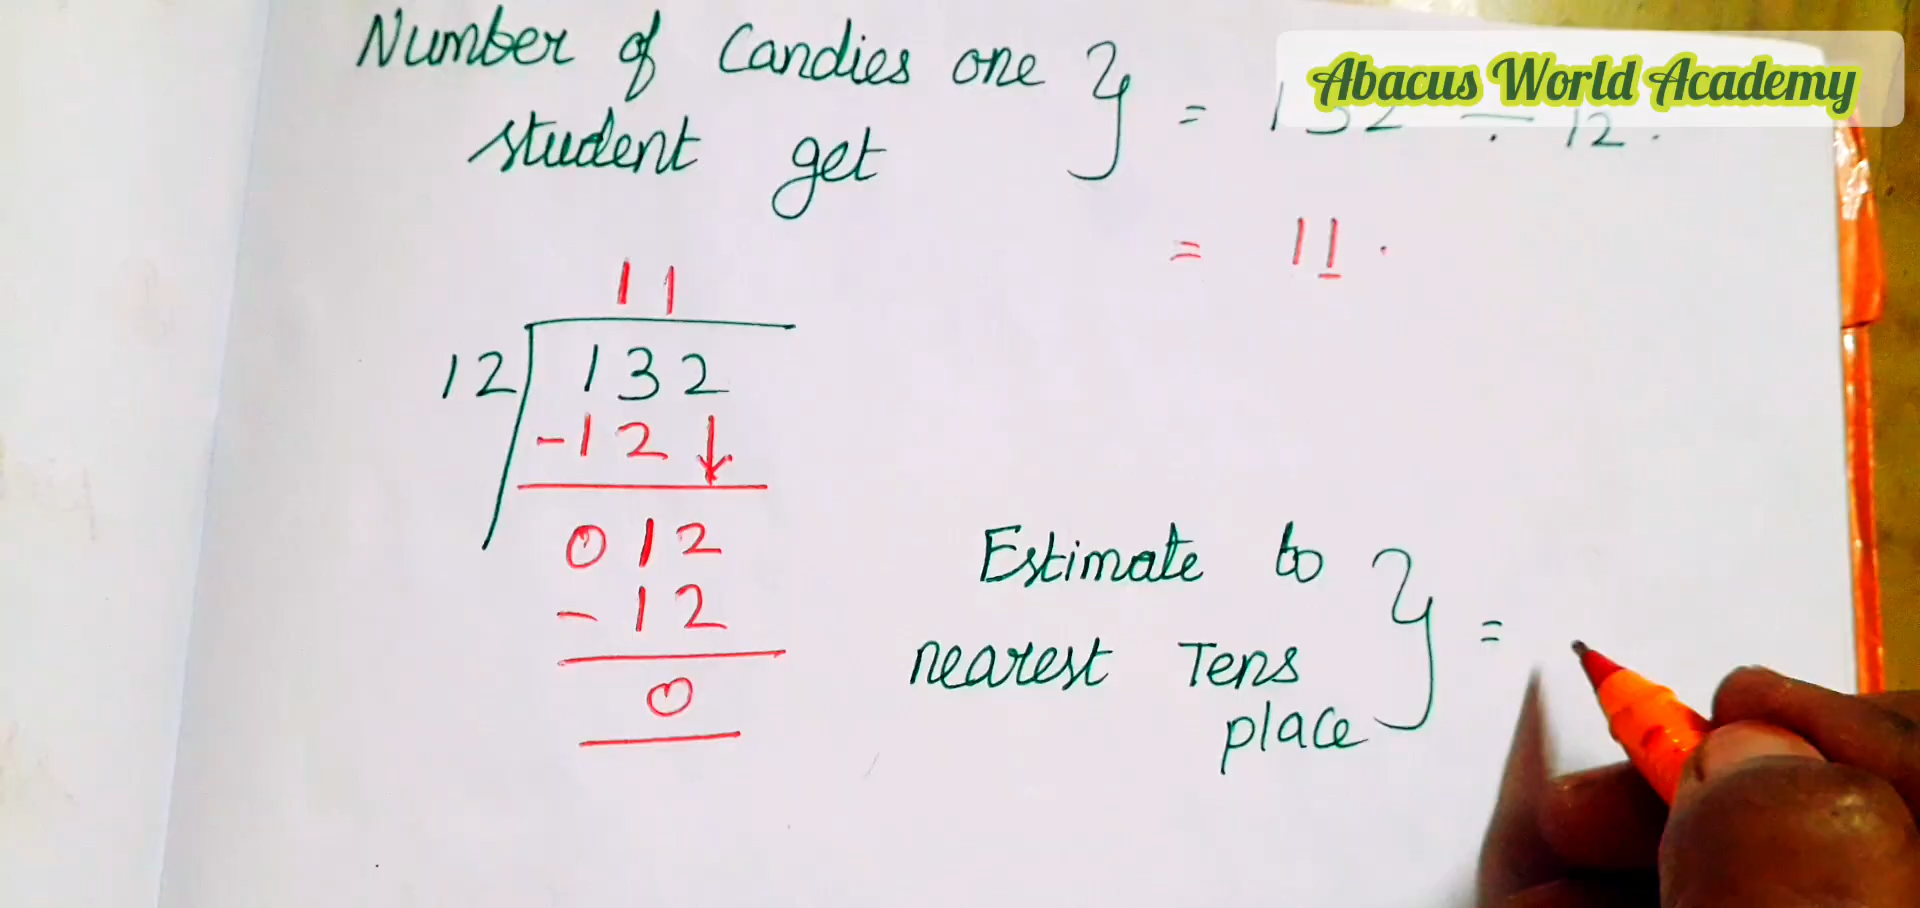 Abacus World Academy
Number of Candies one } = 132 ÷ 12.
student get
= 11.
11
12 132
-12↓
012
-12
0
Estimate to } =
nearest Tens
place